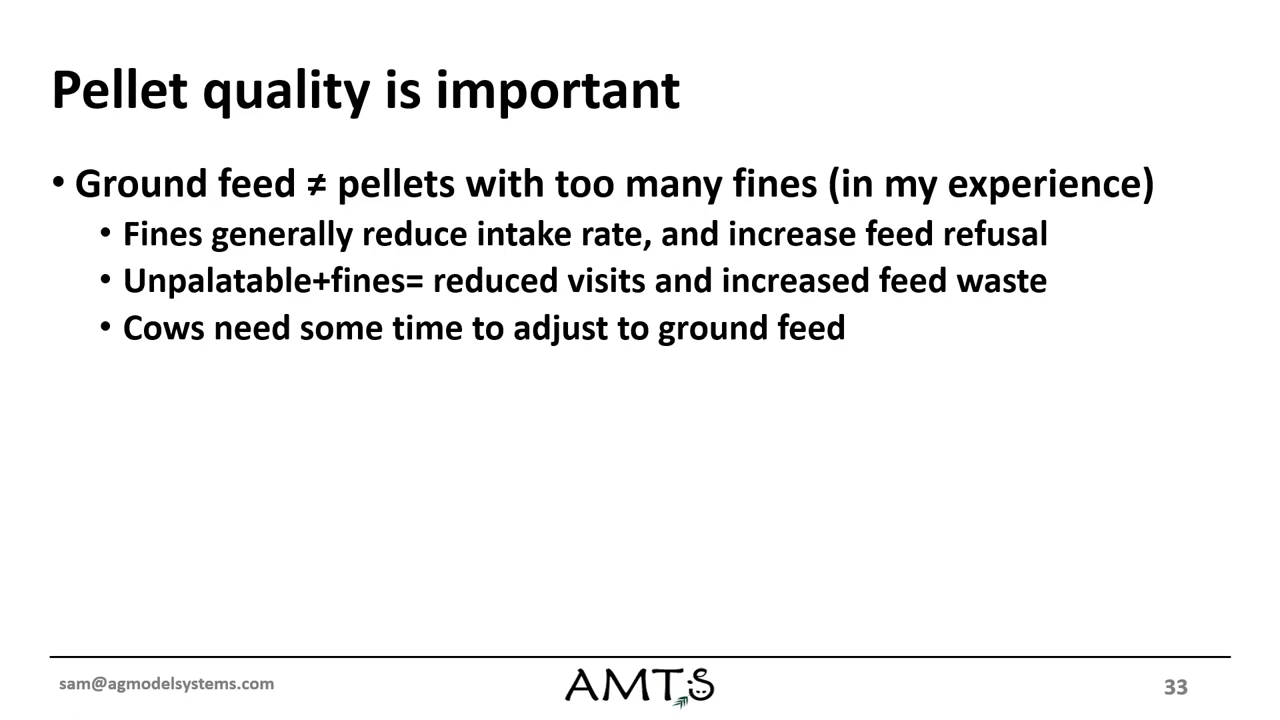 Pellet quality is important
• Ground feed ≠ pellets with too many fines (in my experience)
• Fines generally reduce intake rate, and increase feed refusal
• Unpalatable+fines= reduced visits and increased feed waste
• Cows need some time to adjust to ground feed
sam@agmodelsystems.com
AMTS
33